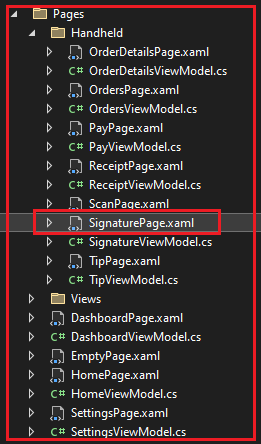 Pages
Handheld
OrderDetailsPage.xaml
C# OrderDetailsViewModel.cs
OrdersPage.xaml
C# OrdersViewModel.cs
PayPage.xaml
C# PayViewModel.cs
ReceiptPage.xaml
C# ReceiptViewModel.cs
ScanPage.xaml
SignaturePage.xaml
C# SignatureViewModel.cs
TipPage.xaml
C# TipViewModel.cs
Views
DashboardPage.xaml
C# DashboardViewModel.cs
EmptyPage.xaml
HomePage.xaml
C# HomeViewModel.cs
SettingsPage.xaml
C# SettingsViewModel.cs